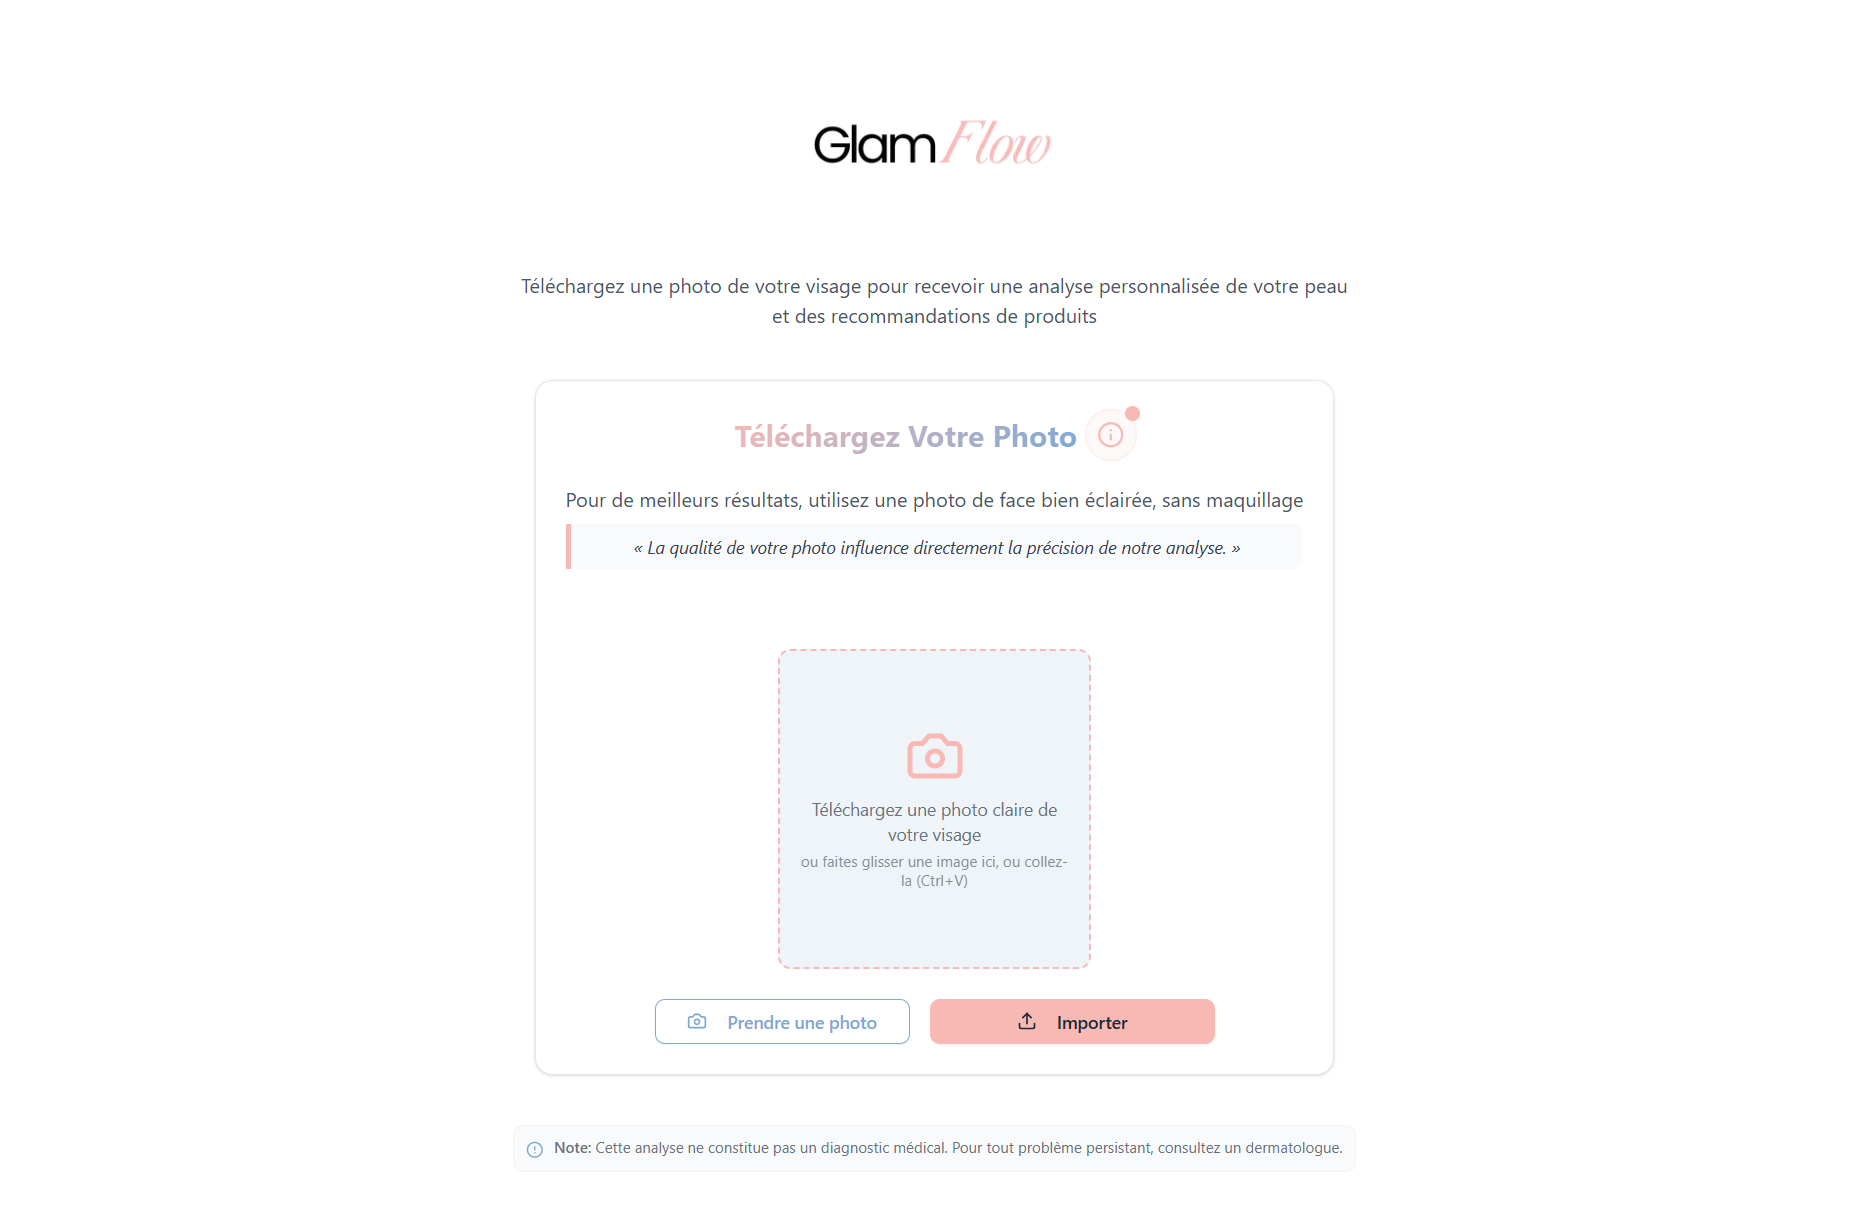 Glam Flow
Téléchargez une photo de votre visage pour recevoir une analyse personnalisée de votre peau
et des recommandations de produits
Téléchargez Votre Photo
Pour de meilleurs résultats, utilisez une photo de face bien éclairée, sans maquillage
« La qualité de votre photo influence directement la précision de notre analyse. »
Téléchargez une photo claire de
votre visage
ou faites glisser une image ici, ou collez-
la (Ctrl+V)
Prendre une photo
Importer
Note: Cette analyse ne constitue pas un diagnostic médical. Pour tout problème persistant, consultez un dermatologue.